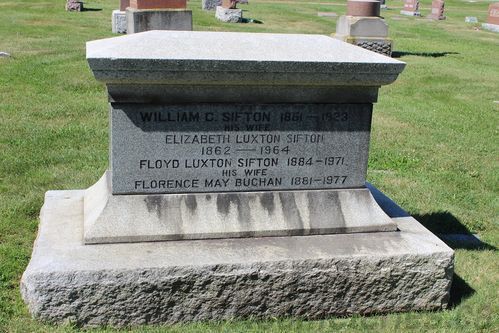 WILLIAM C. SIFTON 1861-1923
HIS WIFE
ELIZABETH LUXTON SIFTON
1862-1964
FLOYD LUXTON SIFTON 1884-1971
HIS WIFE
FLORENCE MAY BUCHAN 1881-1977